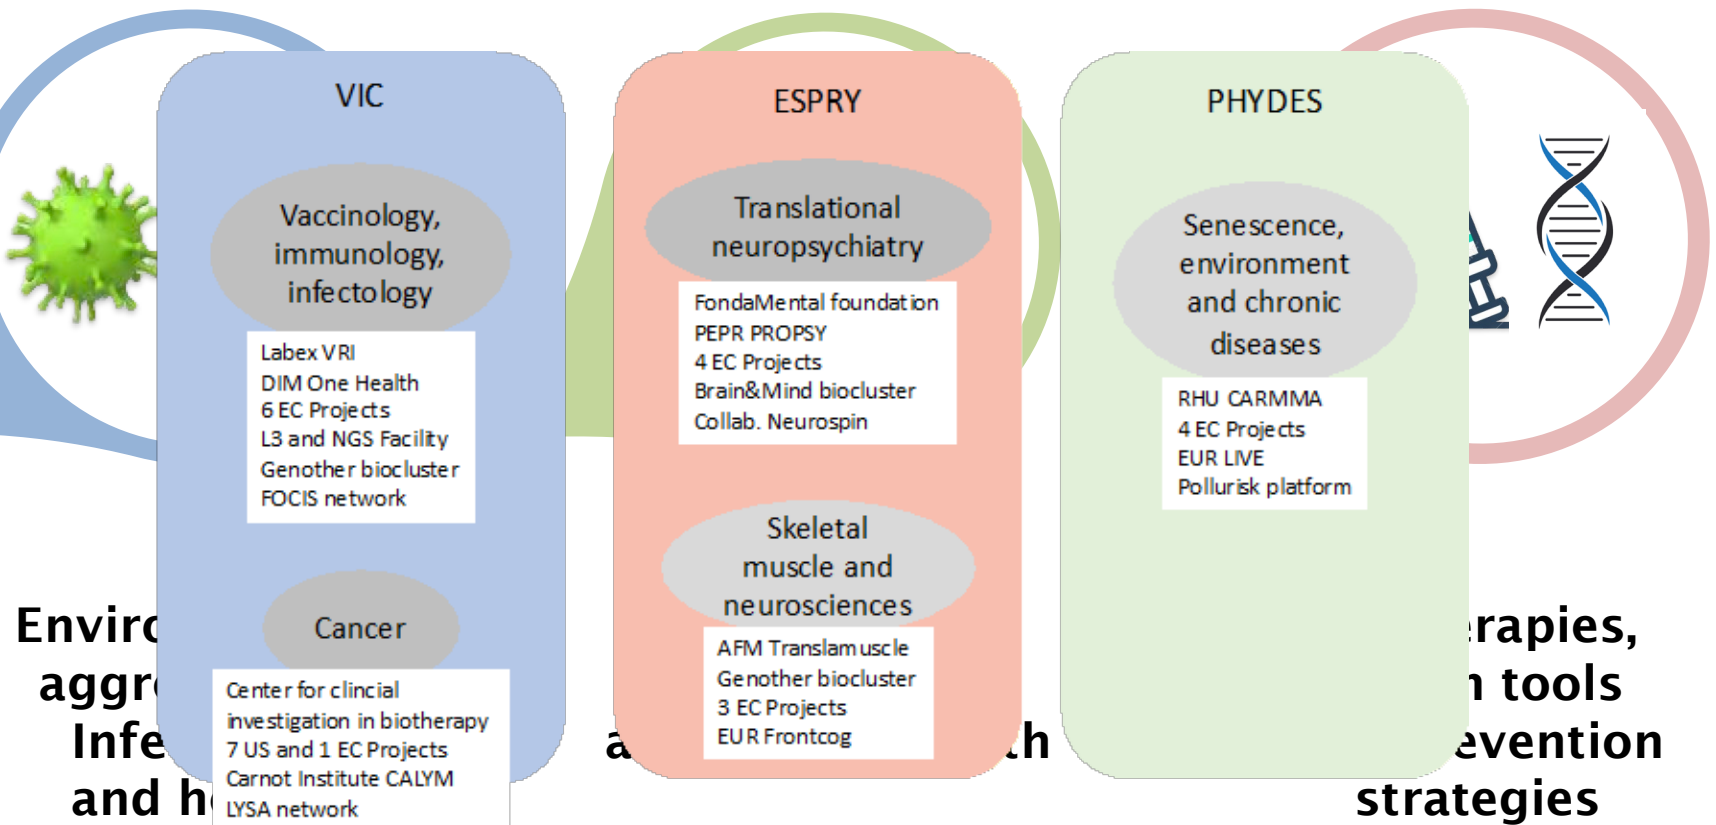 VIC
Vaccinology,
immunology,
infectology
Labex VRI
DIM One Health
6 EC Projects
L3 and NGS Facility
Genother biocluster
FOCIS network
Cancer
Center for clincial
investigation in biotherapy
7 US and 1 EC Projects
Carnot Institute CALYM
LYSA network
ESPRY
Translational
neuropsychiatry
FondaMental foundation
PEPR PROPSY
4 EC Projects
Brain&Mind biocluster
Collab. Neurospin
Skeletal
muscle and
neurosciences
AFM Translamuscle
Genother biocluster
3 EC Projects
EUR Frontcog
PHYDES
Senescence,
environment
and chronic
diseases
RHU CARMMA
4 EC Projects
EUR LIVE
Pollurisk platform
and
tools
strategies